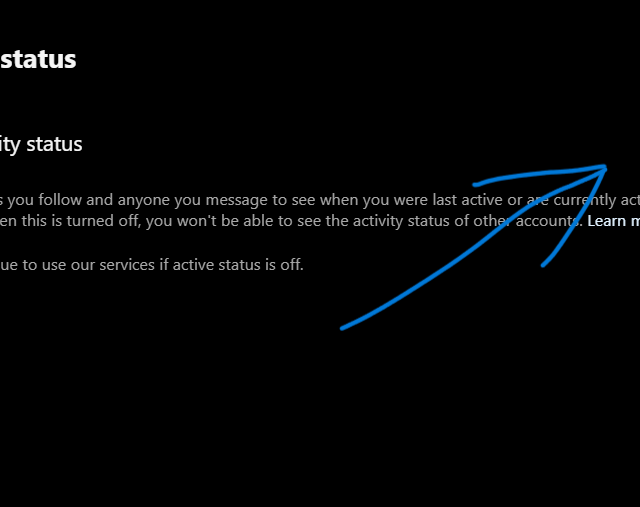 status
ity status
s you follow and anyone you message to see when you were last active or are currently act
en this is turned off, you won't be able to see the activity status of other accounts. Learn m
ue to use our services if active status is off.